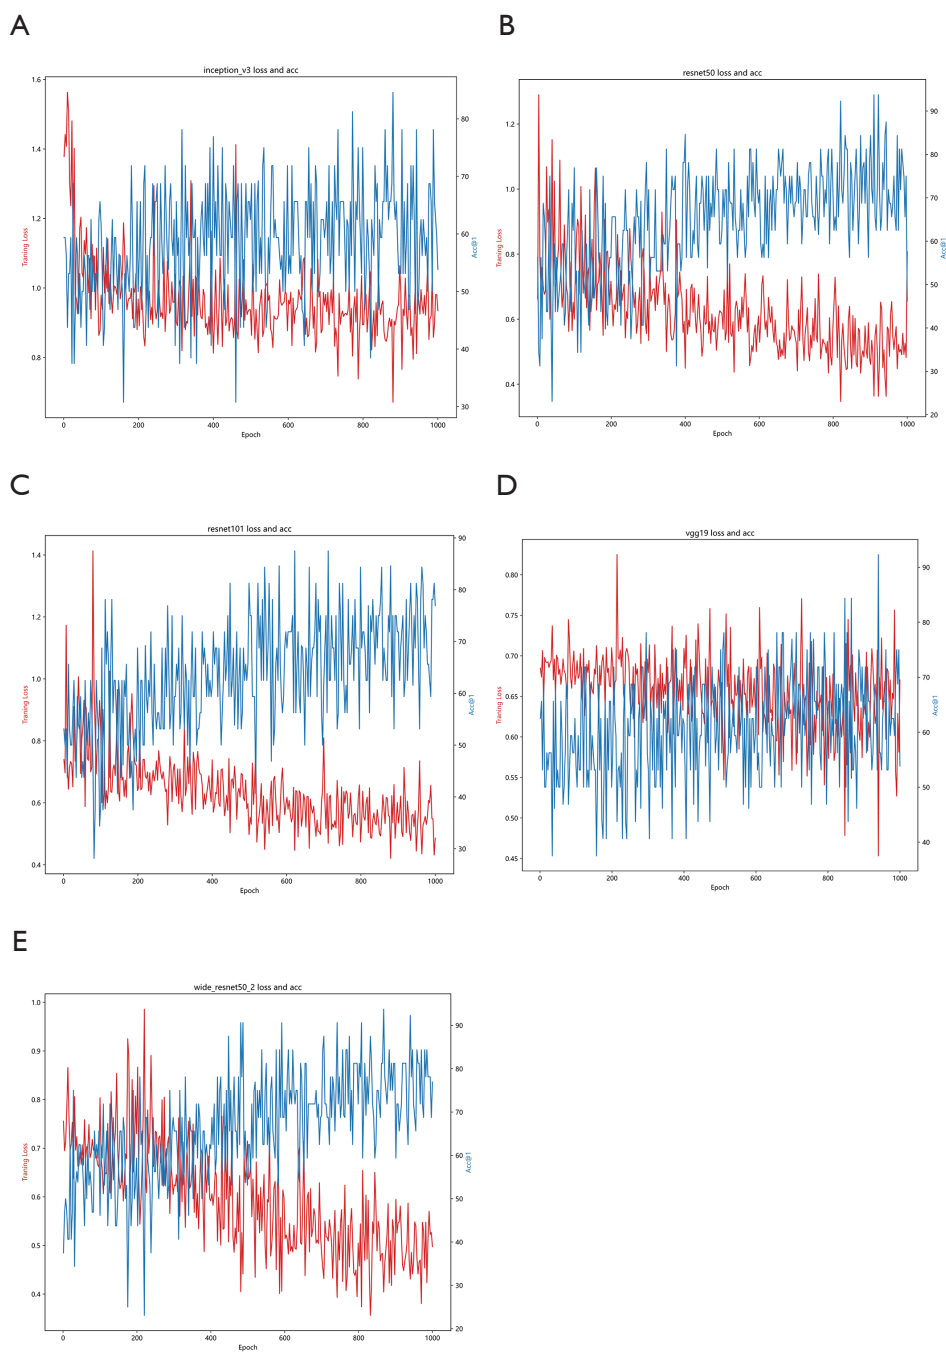 A
inception_v3 loss and acc
1.6
1.4
1.2
1.0
0.8
80
70
60
50
40
30
0 200 400 600 800 1000
Epoch
Traning Loss
Acc@1
B
resnet50 loss and acc
1.2
1.0
0.8
0.6
0.4
90
80
70
60
50
40
30
20
0 200 400 600 800 1000
Epoch
Traning Loss
Acc@1
C
resnet101 loss and acc
1.4
1.2
1.0
0.8
0.6
0.4
90
80
70
60
50
40
30
0 200 400 600 800 1000
Epoch
Traning Loss
Acc@1
D
vgg19 loss and acc
0.80
0.75
0.70
0.65
0.60
0.55
0.50
0.45
90
80
70
60
50
40
0 200 400 600 800 1000
Epoch
Traning Loss
Acc@1
E
wide_resnet50_2 loss and acc
1.0
0.9
0.8
0.7
0.6
0.5
0.4
90
80
70
60
50
40
30
20
0 200 400 600 800 1000
Epoch
Traning Loss
Acc@1